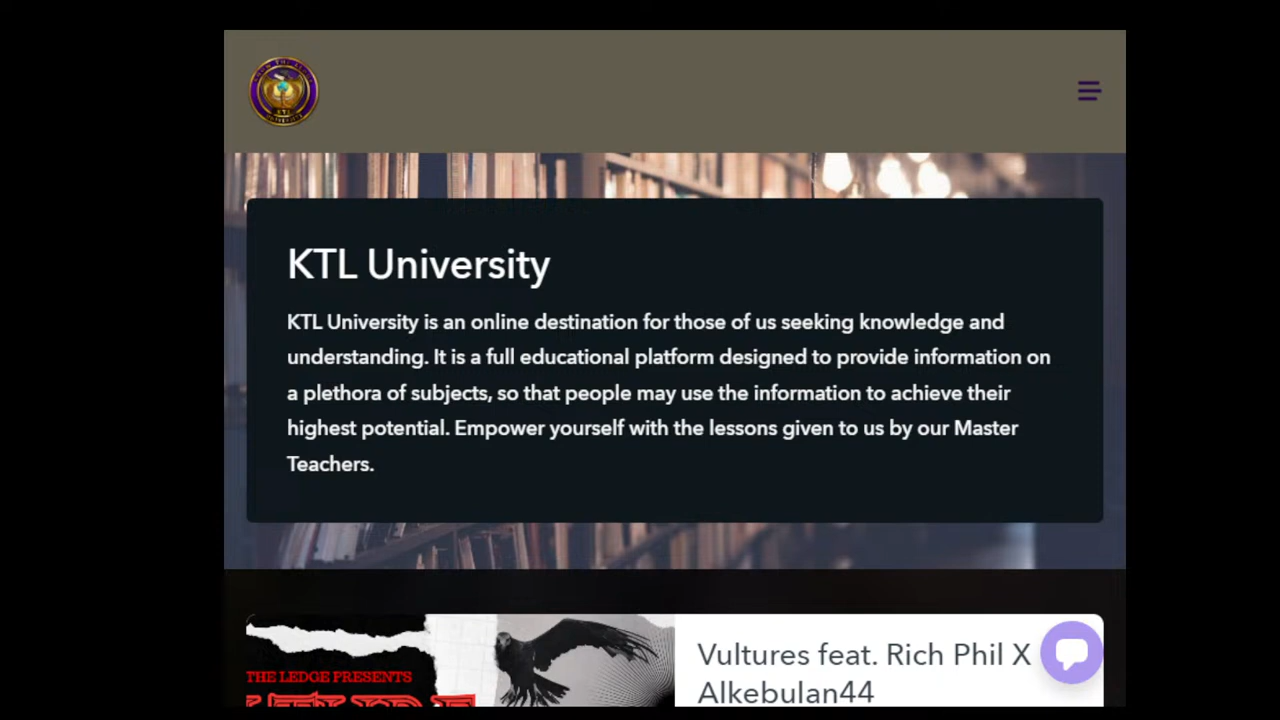 KTL University
KTL University is an online destination for those of us seeking knowledge and
understanding. It is a full educational platform designed to provide information on
a plethora of subjects, so that people may use the information to achieve their
highest potential. Empower yourself with the lessons given to us by our Master
Teachers.
THE LEDGE PRESENTS
Vultures feat. Rich Phil X
Alkebulan44